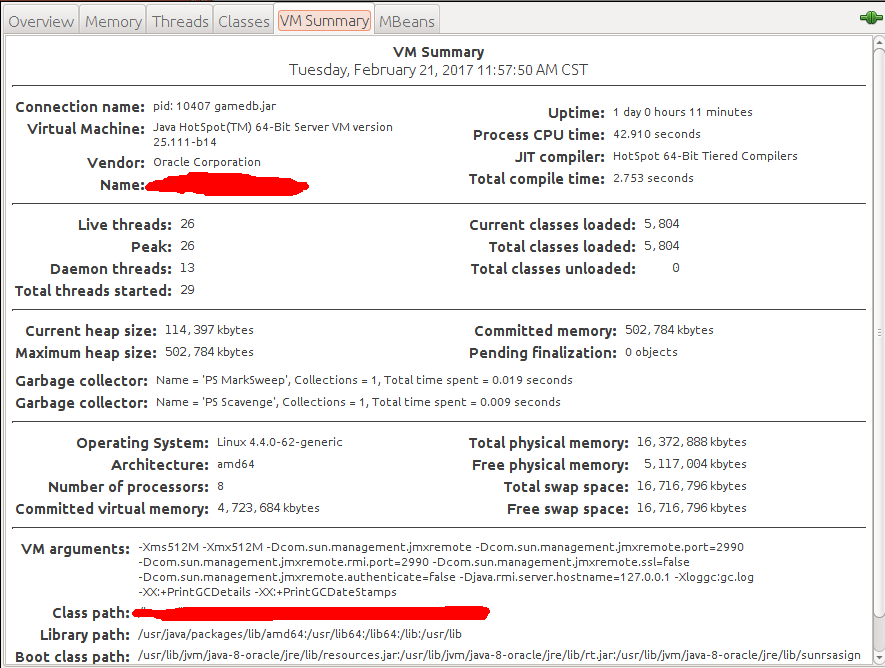 Overview Memory Threads Classes VM Summary MBeans
VM Summary
Tuesday, February 21, 2017 11:57:50 AM CST
Connection name: pid: 10407 gamedb.jar
Virtual Machine: Java HotSpot(TM) 64-Bit Server VM version
25.111-b14
Vendor: Oracle Corporation
Name:
Uptime: 1 day 0 hours 11 minutes
Process CPU time: 42.910 seconds
JIT compiler: HotSpot 64-Bit Tiered Compilers
Total compile time: 2.753 seconds
Live threads: 26
Peak: 26
Daemon threads: 13
Total threads started: 29
Current classes loaded: 5,804
Total classes loaded: 5,804
Total classes unloaded: 0
Current heap size: 114,397 kbytes
Maximum heap size: 502,784 kbytes
Committed memory: 502,784 kbytes
Pending finalization: 0 objects
Garbage collector: Name = 'PS MarkSweep', Collections = 1, Total time spent = 0.019 seconds
Garbage collector: Name = 'PS Scavenge', Collections = 1, Total time spent = 0.009 seconds
Operating System: Linux 4.4.0-62-generic
Architecture: amd64
Number of processors: 8
Committed virtual memory: 4,723,684 kbytes
Total physical memory: 16,372,888 kbytes
Free physical memory: 5,117,004 kbytes
Total swap space: 16,716,796 kbytes
Free swap space: 16,716,796 kbytes
VM arguments: -Xms512M -Xmx512M -Dcom.sun.management.jmxremote -Dcom.sun.management.jmxremote.port=2990
-Dcom.sun.management.jmxremote.rmi.port=2990 -Dcom.sun.management.jmxremote.ssl=false
-Dcom.sun.management.jmxremote.authenticate=false -Djava.rmi.server.hostname=127.0.0.1 -Xloggc:gc.log
-XX:+PrintGCDetails -XX:+PrintGCDateStamps
Class path:
Library path: /usr/java/packages/lib/amd64:/usr/lib64:/lib64:/lib:/usr/lib
Boot class path: /usr/lib/jvm/java-8-oracle/jre/lib/resources.jar:/usr/lib/jvm/java-8-oracle/jre/lib/rt.jar:/usr/lib/jvm/java-8-oracle/jre/lib/sunrsasign